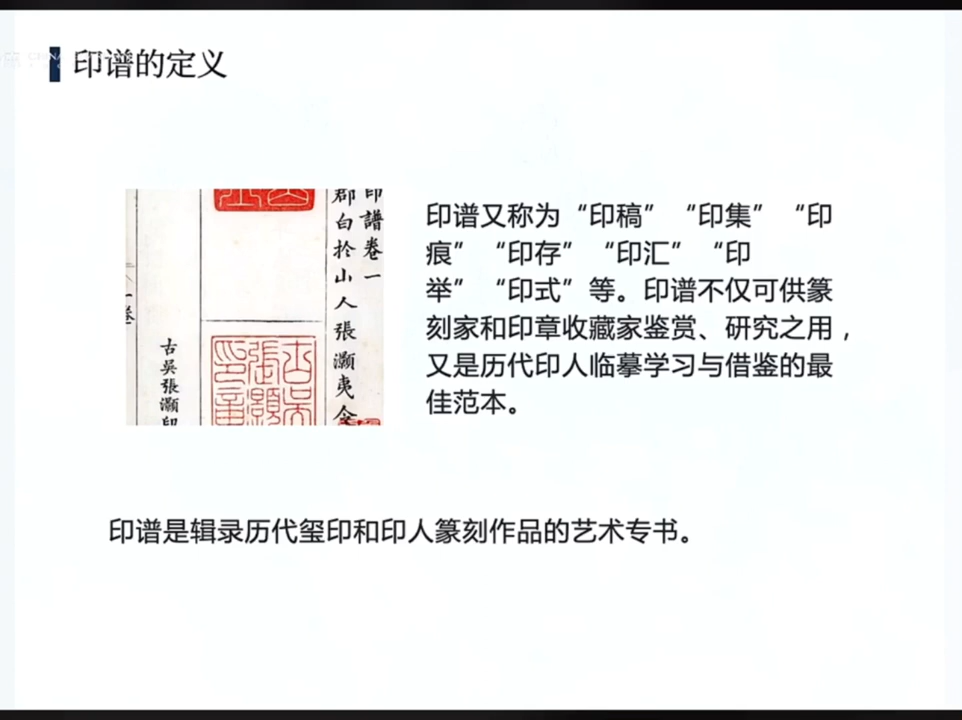 印谱的定义
印谱又称为“印稿”“印集”“印
痕”“印存”“印汇”“印
举”“印式”等。印谱不仅可供篆
刻家和印章收藏家鉴赏、研究之用，
又是历代印人临摹学习与借鉴的最
佳范本。
印譜卷一
郡白於山人張灝夷令
古吳張灝印
印谱是辑录历代玺印和印人篆刻作品的艺术专书。